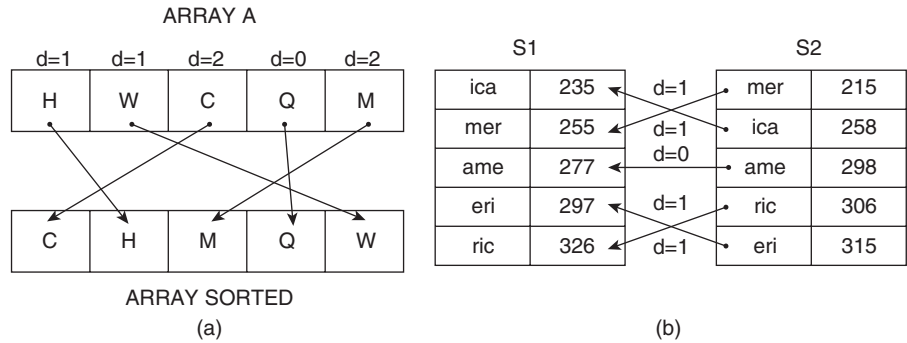 ARRAY A
d=1 d=1 d=2 d=0 d=2
H W C Q M
C H M Q W
ARRAY SORTED
(a)
S1 S2
ica 235 d=1 mer 215
mer 255 d=1 ica 258
d=0
ame 277 ame 298
eri 297 d=1 ric 306
ric 326 d=1 eri 315
(b)